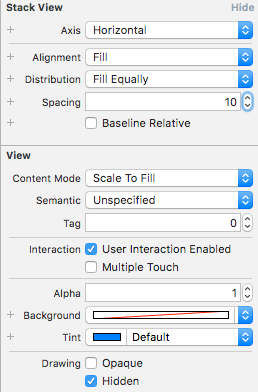 Stack View Hide
Axis Horizontal
Alignment Fill
Distribution Fill Equally
Spacing 10
Baseline Relative
View
Content Mode Scale To Fill
Semantic Unspecified
Tag 0
Interaction User Interaction Enabled
Multiple Touch
Alpha 1
Background
Tint Default
Drawing Opaque
Hidden